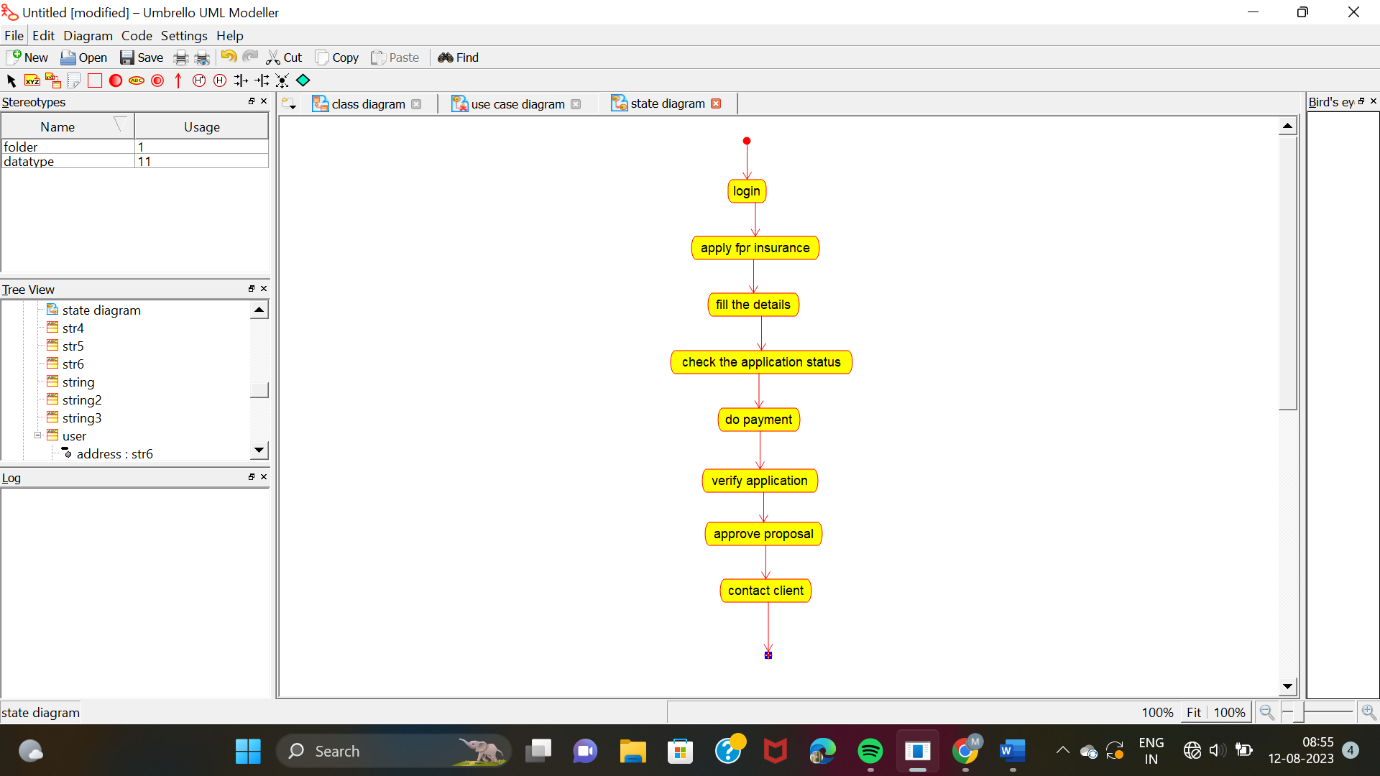 Untitled [modified] – Umbrello UML Modeller
File Edit Diagram Code Settings Help
New Open Save Cut Copy Paste Find
Stereotypes
Name Usage
folder 1
datatype 11
Tree View
state diagram
str4
str5
str6
string
string2
string3
user
address : str6
Log
class diagram use case diagram state diagram
login
apply fpr insurance
fill the details
check the application status
do payment
verify application
approve proposal
contact client
Bird's ey
state diagram
100% Fit 100%
Search
ENG
IN
08:55
12-08-2023
4